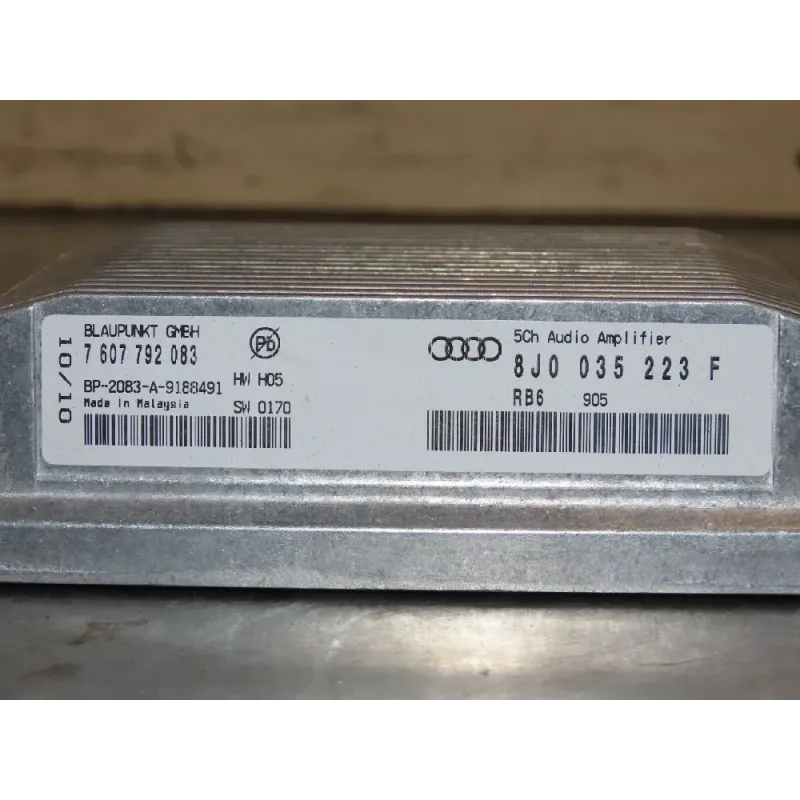 10/10
BLAUPUNKT GMBH
7 607 792 083
Pb
BP-2083-A-9188491
HW H05
Made in Malaysia
SW 0170
5Ch Audio Amplifier
8J0 035 223 F
RB6 905